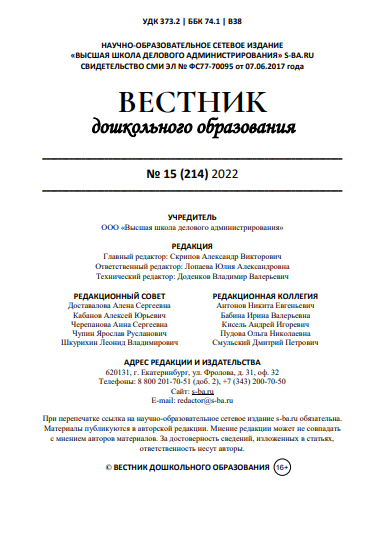 УДК 373.2 | ББК 74.1 | В38
НАУЧНО-ОБРАЗОВАТЕЛЬНОЕ СЕТЕВОЕ ИЗДАНИЕ
«ВЫСШАЯ ШКОЛА ДЕЛОВОГО АДМИНИСТРИРОВАНИЯ» S-BA.RU
СВИДЕТЕЛЬСТВО СМИ ЭЛ № ФС77-70095 от 07.06.2017 года
ВЕСТНИК
дошкольного образования
№ 15 (214) 2022
УЧРЕДИТЕЛЬ
ООО «Высшая школа делового администрирования»
РЕДАКЦИЯ
Главный редактор: Скрипов Александр Викторович
Ответственный редактор: Лопаева Юлия Александровна
Технический редактор: Доденков Владимир Валерьевич
РЕДАКЦИОННЫЙ СОВЕТ
Доставалова Алена Сергеевна
Кабанов Алексей Юрьевич
Черепанова Анна Сергеевна
Чупин Ярослав Русланович
Шкурихин Леонид Владимирович
РЕДАКЦИОННАЯ КОЛЛЕГИЯ
Антонов Никита Евгеньевич
Бабина Ирина Валерьевна
Кисель Андрей Игоревич
Пудова Ольга Николаевна
Смульский Дмитрий Петрович
АДРЕС РЕДАКЦИИ И ИЗДАТЕЛЬСТВА
620131, г. Екатеринбург, ул. Фролова, д. 31, оф. 32
Телефоны: 8 800 201-70-51 (доб. 2), +7 (343) 200-70-50
Сайт: s-ba.ru
E-mail: redactor@s-ba.ru
При перепечатке ссылка на научно-образовательное сетевое издание s-ba.ru обязательна.
Материалы публикуются в авторской редакции. Мнение редакции может не совпадать
с мнением авторов материалов. За достоверность сведений, изложенных в статьях,
ответственность несут авторы.
© ВЕСТНИК ДОШКОЛЬНОГО ОБРАЗОВАНИЯ 16+